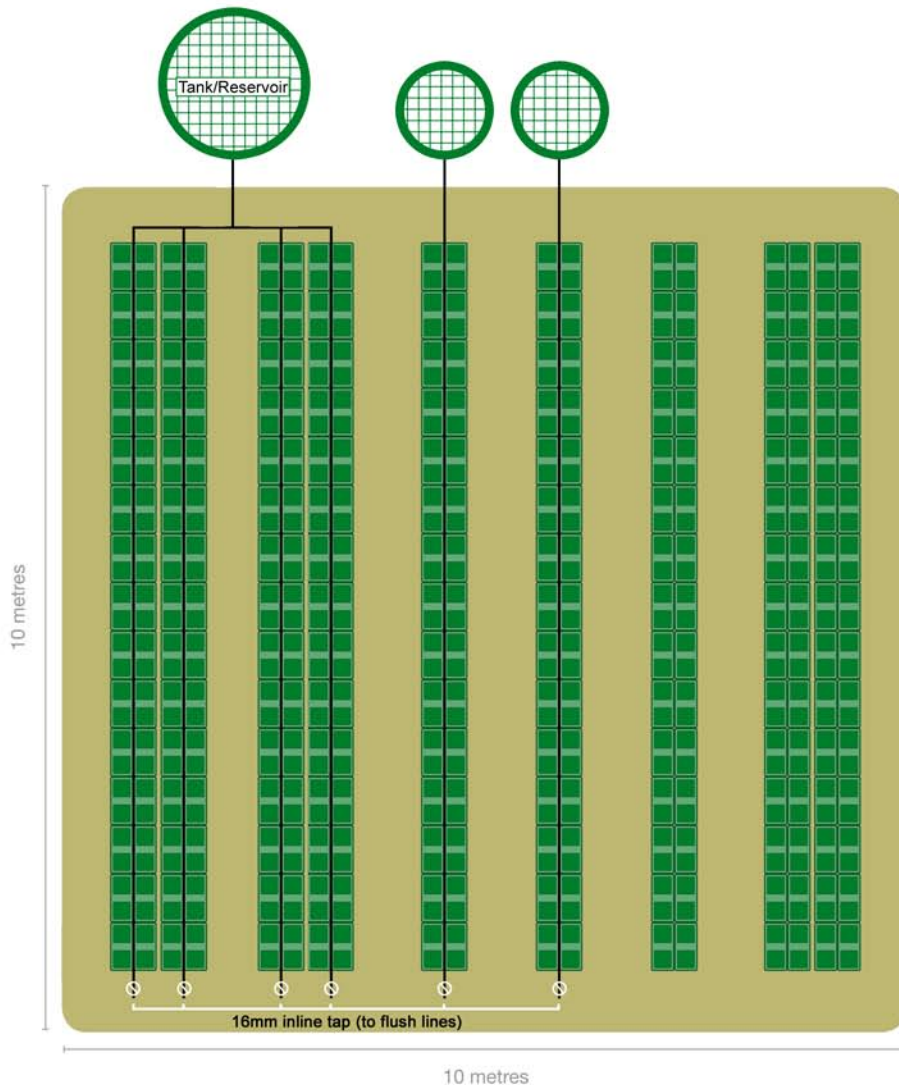 Tank/Reservoir
10 metres
16mm inline tap (to flush lines)
10 metres